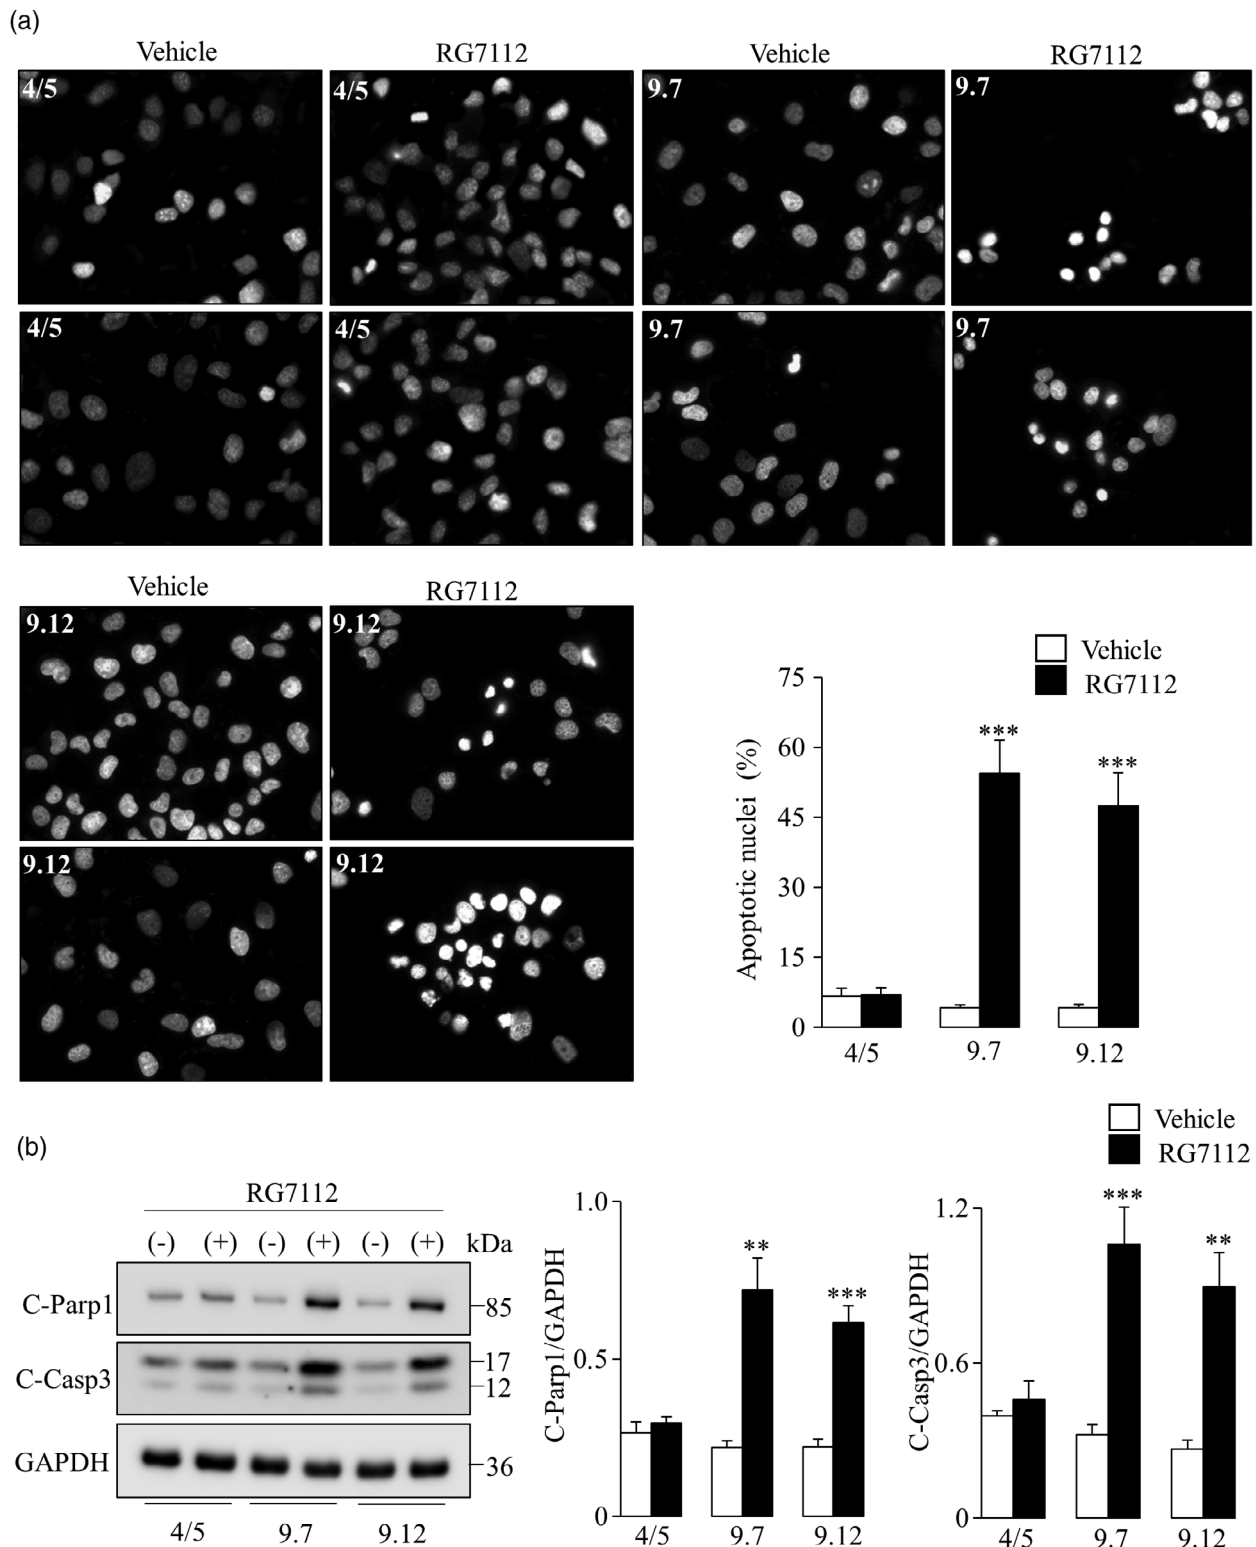 (a)
Vehicle RG7112 Vehicle RG7112
4/5 4/5 9.7 9.7
4/5 4/5 9.7 9.7
Vehicle RG7112
9.12 9.12
9.12 9.12
Vehicle
RG7112
Apoptotic nuclei (%)
75
60
45
30
15
0
***
***
4/5 9.7 9.12
(b)
RG7112
(-) (+) (-) (+) (-) (+) kDa
C-Parp1 85
C-Casp3 17
12
GAPDH 36
4/5 9.7 9.12
C-Parp1/GAPDH
1.0
0.5
0
**
***
4/5 9.7 9.12
Vehicle
RG7112
C-Casp3/GAPDH
1.2
0.6
0
***
**
4/5 9.7 9.12